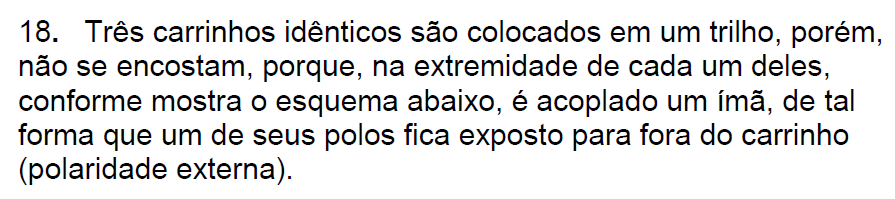 18.   Três carrinhos idênticos são colocados em um trilho, porém,
não se encostam, porque, na extremidade de cada um deles,
conforme mostra o esquema abaixo, é acoplado um ímã, de tal
forma que um de seus polos fica exposto para fora do carrinho
(polaridade externa).